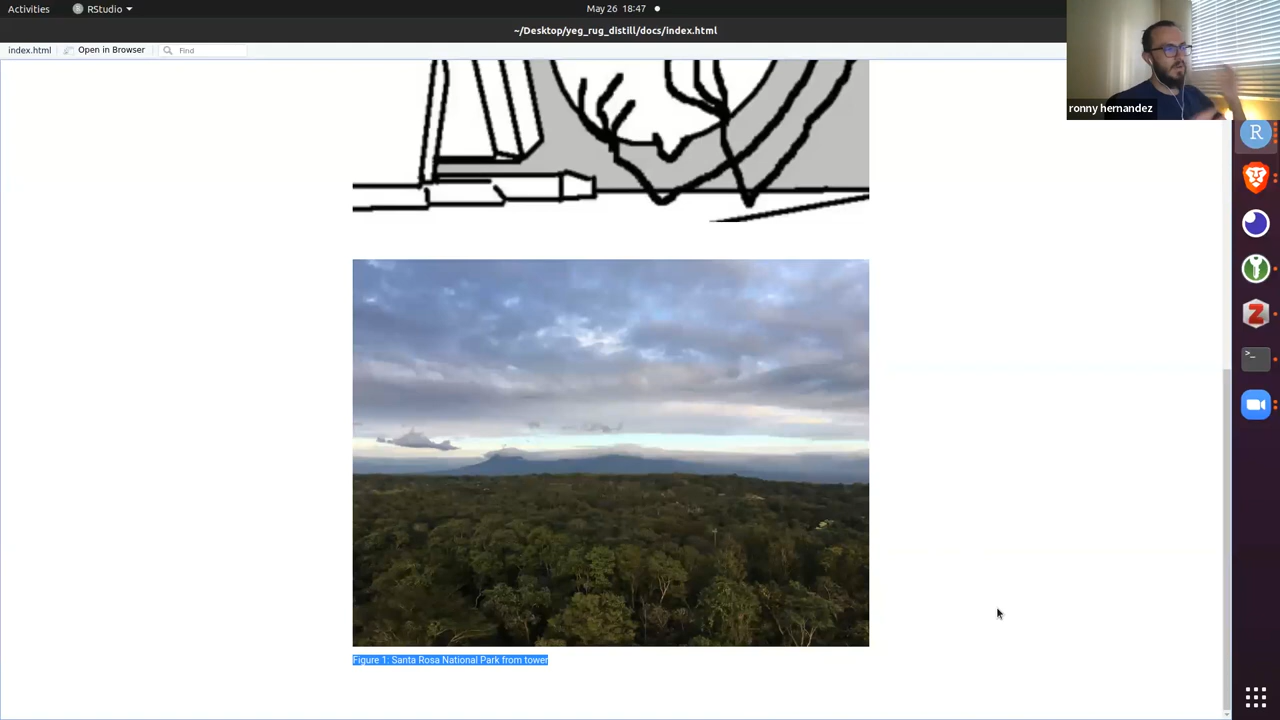 Activities
RStudio
May 26 18:47
~/Desktop/yeg_rug_distill/docs/index.html
index.html
Open in Browser
Find
ronny hernandez
R
Z
>_
Figure 1: Santa Rosa National Park from tower